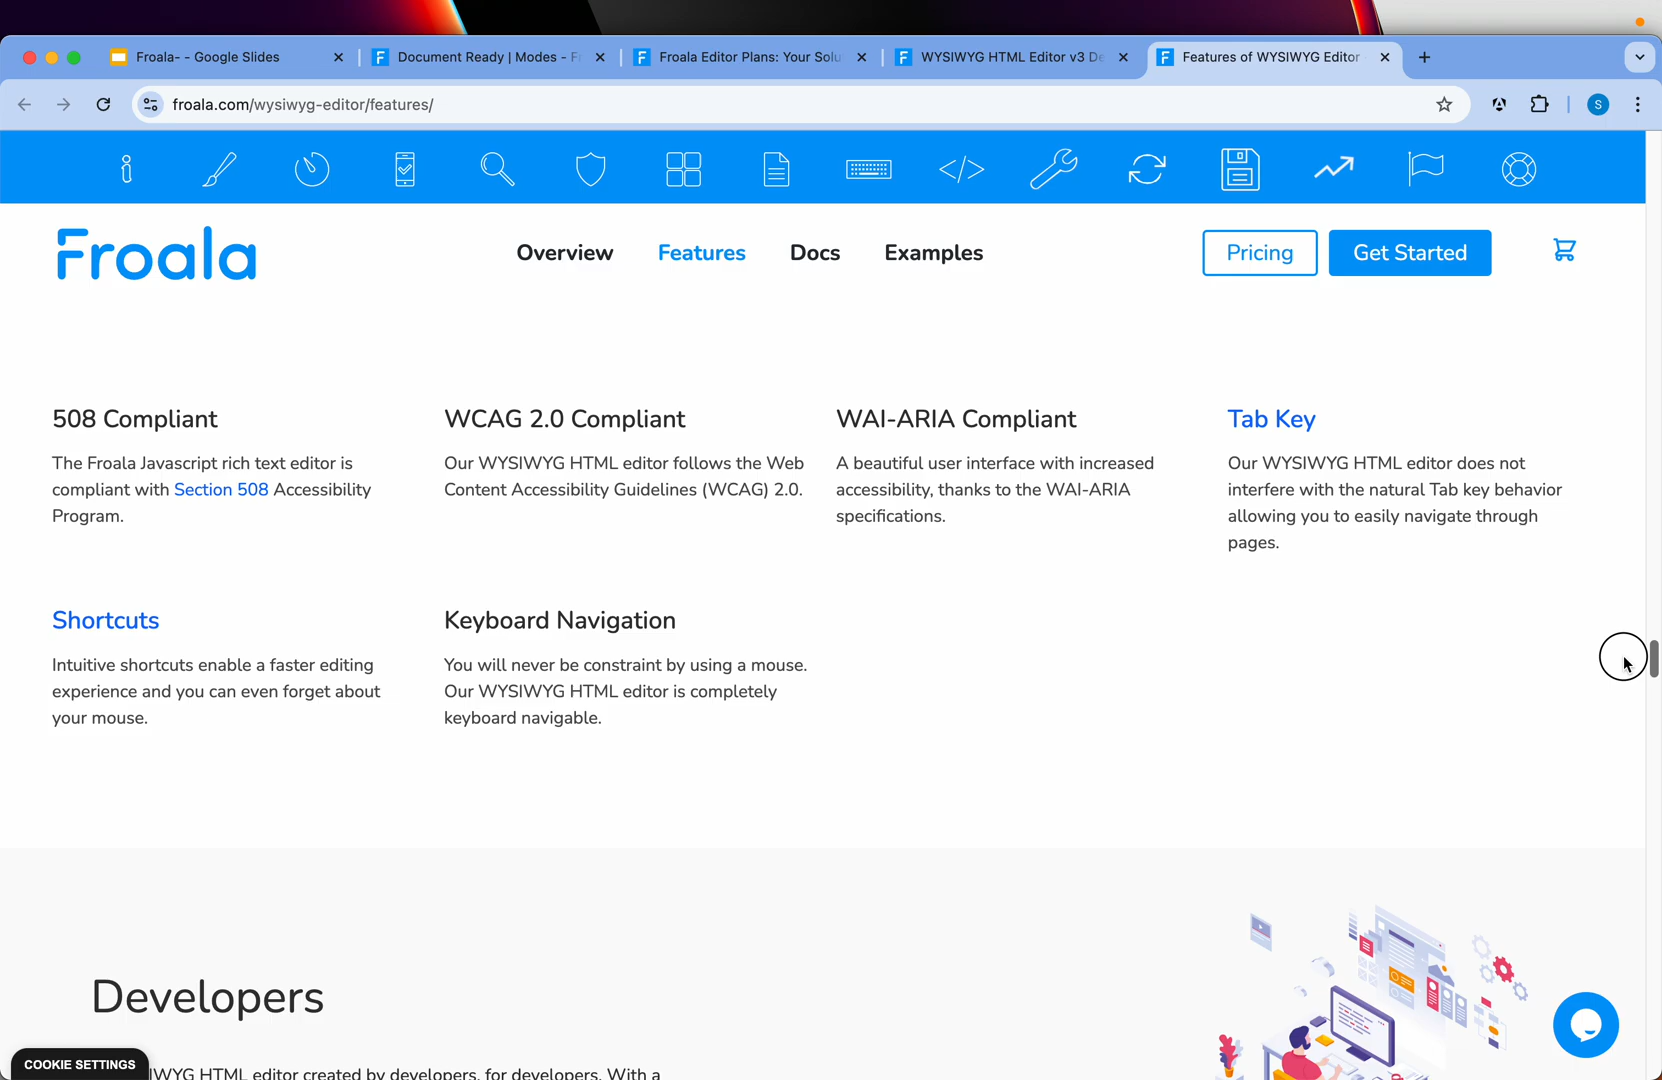 Froala- - Google Slides
Document Ready | Modes - Fr
Froala Editor Plans: Your Solu
WYSIWYG HTML Editor v3 De
Features of WYSIWYG Editor
froala.com/wysiwyg-editor/features/
S
Froala
Overview
Features
Docs
Examples
Pricing
Get Started
508 Compliant
The Froala Javascript rich text editor is
compliant with Section 508 Accessibility
Program.
WCAG 2.0 Compliant
Our WYSIWYG HTML editor follows the Web
Content Accessibility Guidelines (WCAG) 2.0.
WAI-ARIA Compliant
A beautiful user interface with increased
accessibility, thanks to the WAI-ARIA
specifications.
Tab Key
Our WYSIWYG HTML editor does not
interfere with the natural Tab key behavior
allowing you to easily navigate through
pages.
Shortcuts
Intuitive shortcuts enable a faster editing
experience and you can even forget about
your mouse.
Keyboard Navigation
You will never be constraint by using a mouse.
Our WYSIWYG HTML editor is completely
keyboard navigable.
Developers
IWYG HTML editor created by developers, for developers. With a
COOKIE SETTINGS